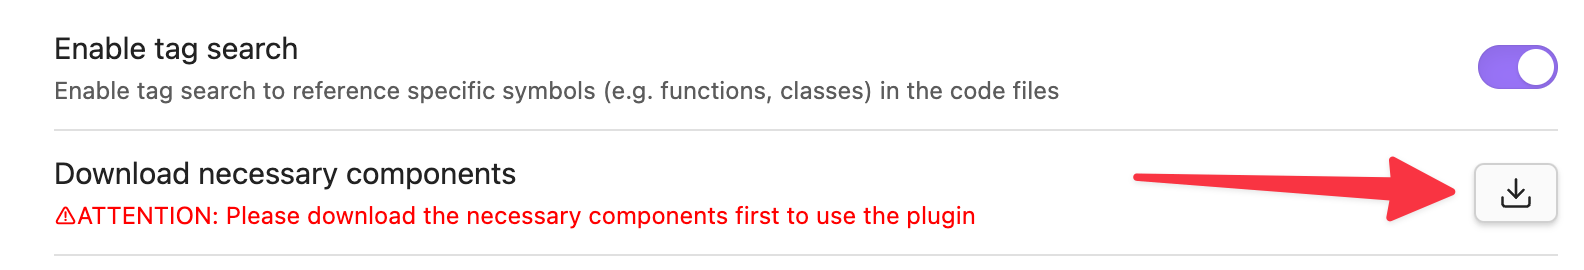 Enable tag search
Enable tag search to reference specific symbols (e.g. functions, classes) in the code files
Download necessary components
⚠ATTENTION: Please download the necessary components first to use the plugin